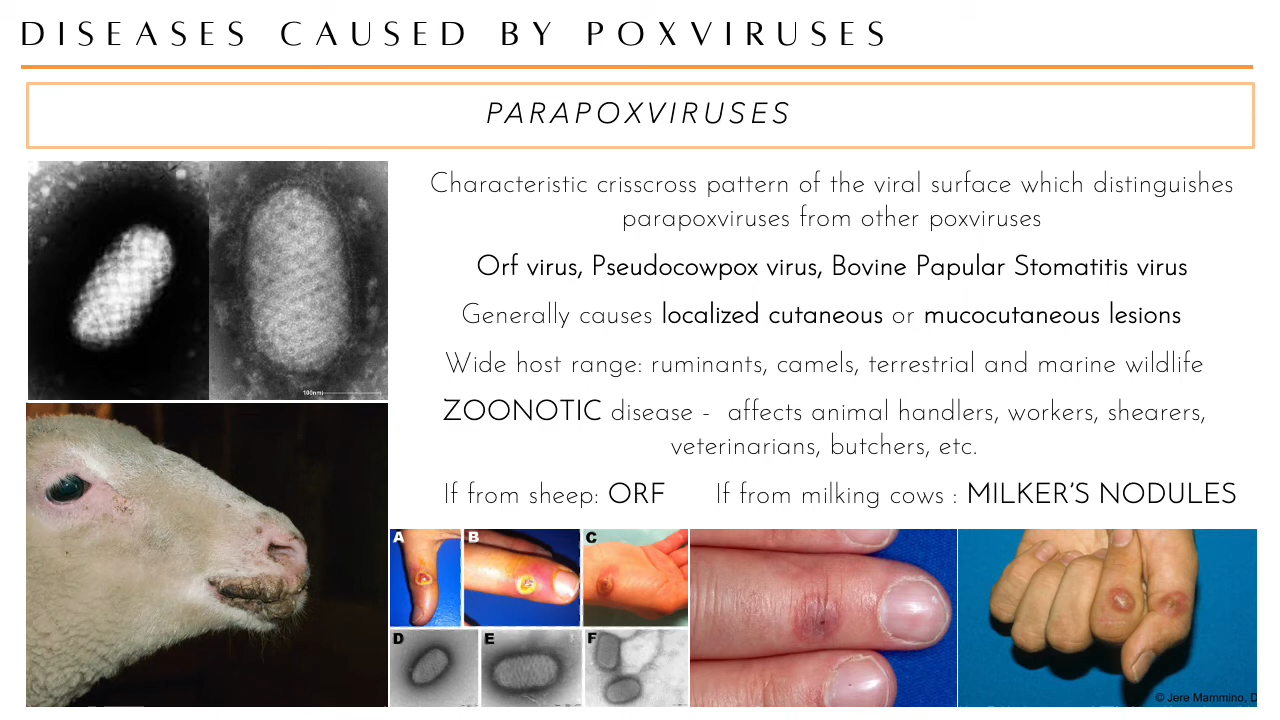 DISEASES CAUSED BY POXVIRUSES
PARAPOXVIRUSES
Characteristic crisscross pattern of the viral surface which distinguishes
parapoxviruses from other poxviruses
Orf virus, Pseudocowpox virus, Bovine Papular Stomatitis virus
Generally causes localized cutaneous or mucocutaneous lesions
Wide host range: ruminants, camels, terrestrial and marine wildlife
ZOONOTIC disease - affects animal handlers, workers, shearers,
veterinarians, butchers, etc.
If from sheep: ORF If from milking cows : MILKER'S NODULES
100nm
A B C
D E F
© Jere Mammino, D